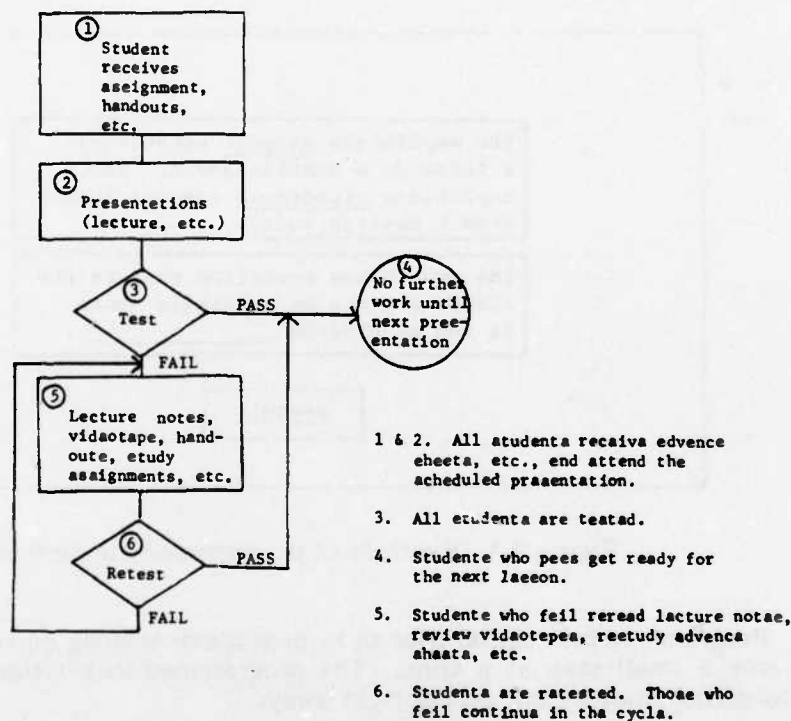 1
Student
receives
aseignment,
handouts,
etc.
2
Presentetions
(lecture, etc.)
3
Test
PASS
4
No further
work until
next pree-
entation
FAIL
5
Lecture notes,
vidaotape, hand-
oute, etudy
assignments, etc.
6
Retest
PASS
FAIL
1 & 2. All atudenta recaiva edvence
eheeta, etc., end attend the
acheduled praaentation.
3. All etudenta are teatad.
4. Studente who pees get ready for
the next laeeon.
5. Studente who feil reread lacture notae,
review vidaotepea, reetudy advenca
ahaata, etc.
6. Studenta are ratested. Thoae who
feil continua in tha cycla.